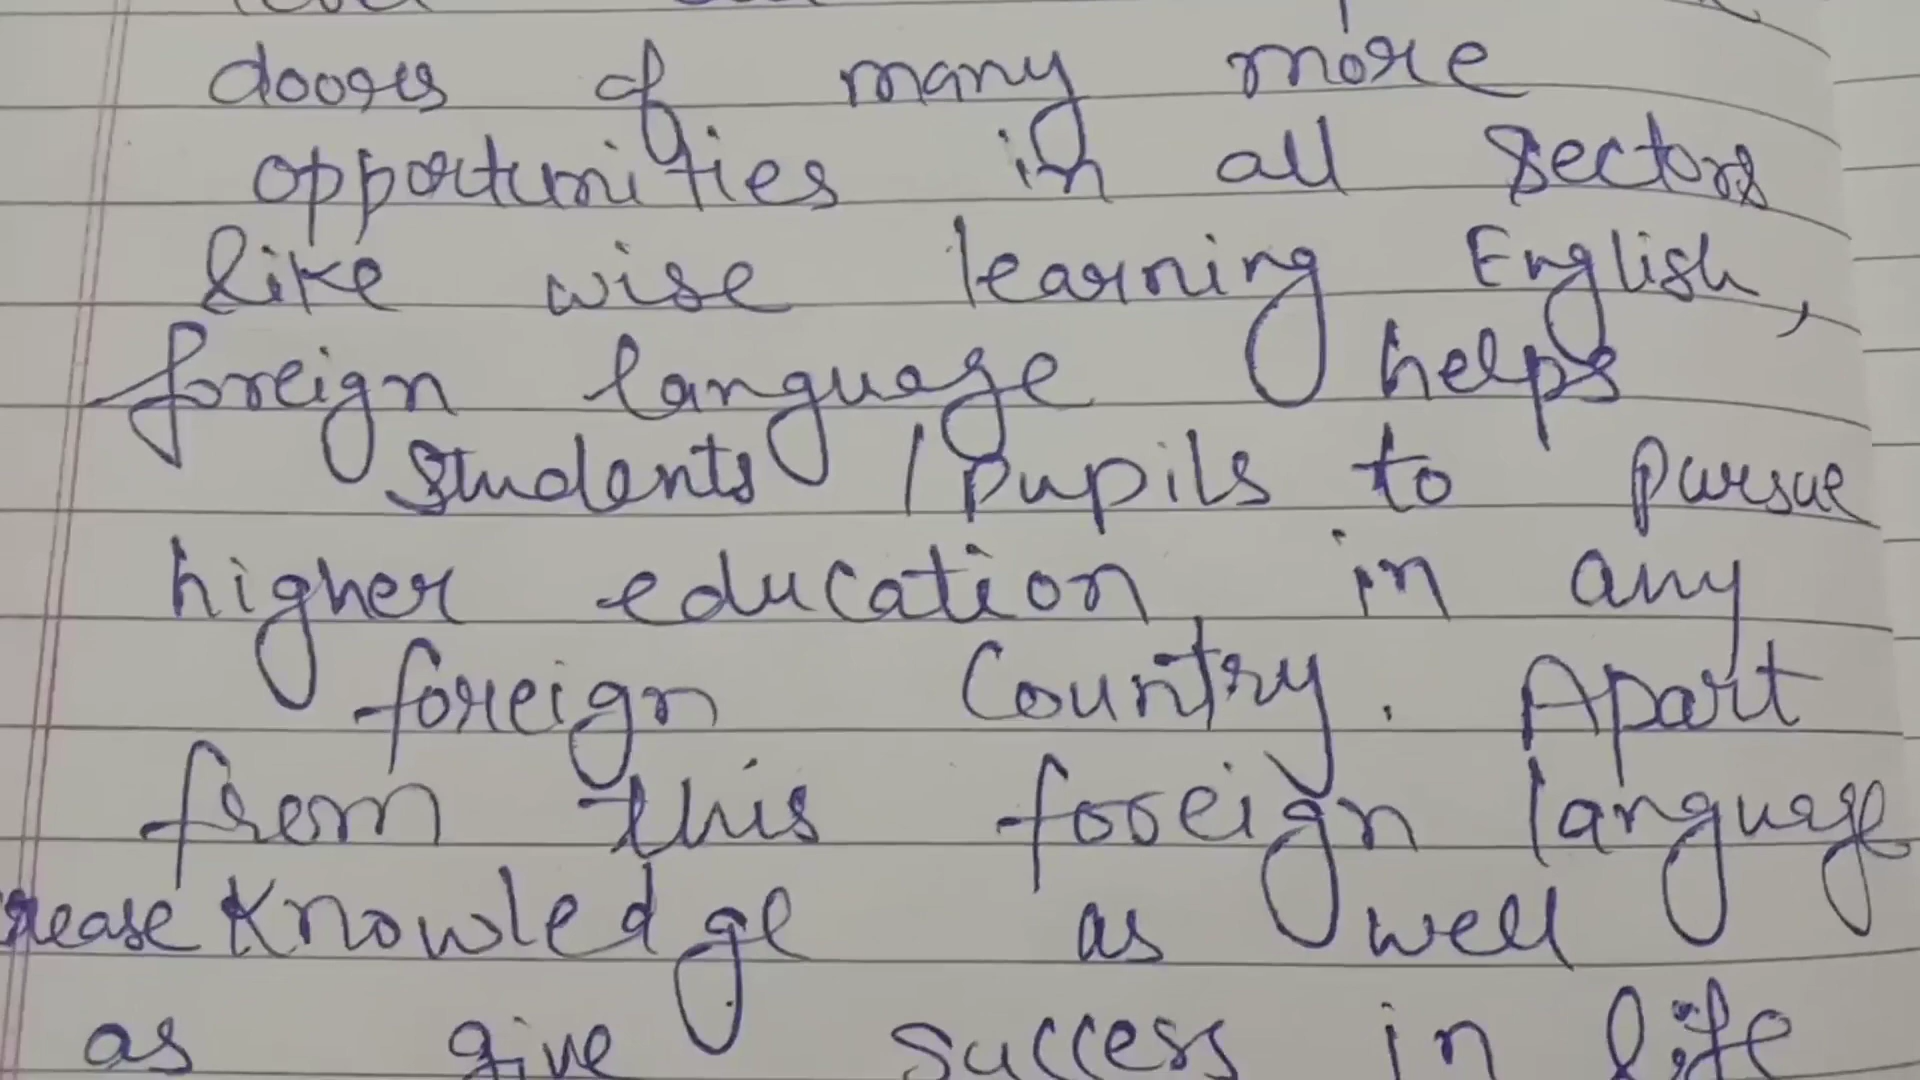 doors of many more
opportunities in all sectors
like wise learning English,
foreign language helps
students / pupils to pursue
higher education in any
foreign Country. Apart
from this foreign language
Knowledge as well
as give success in life